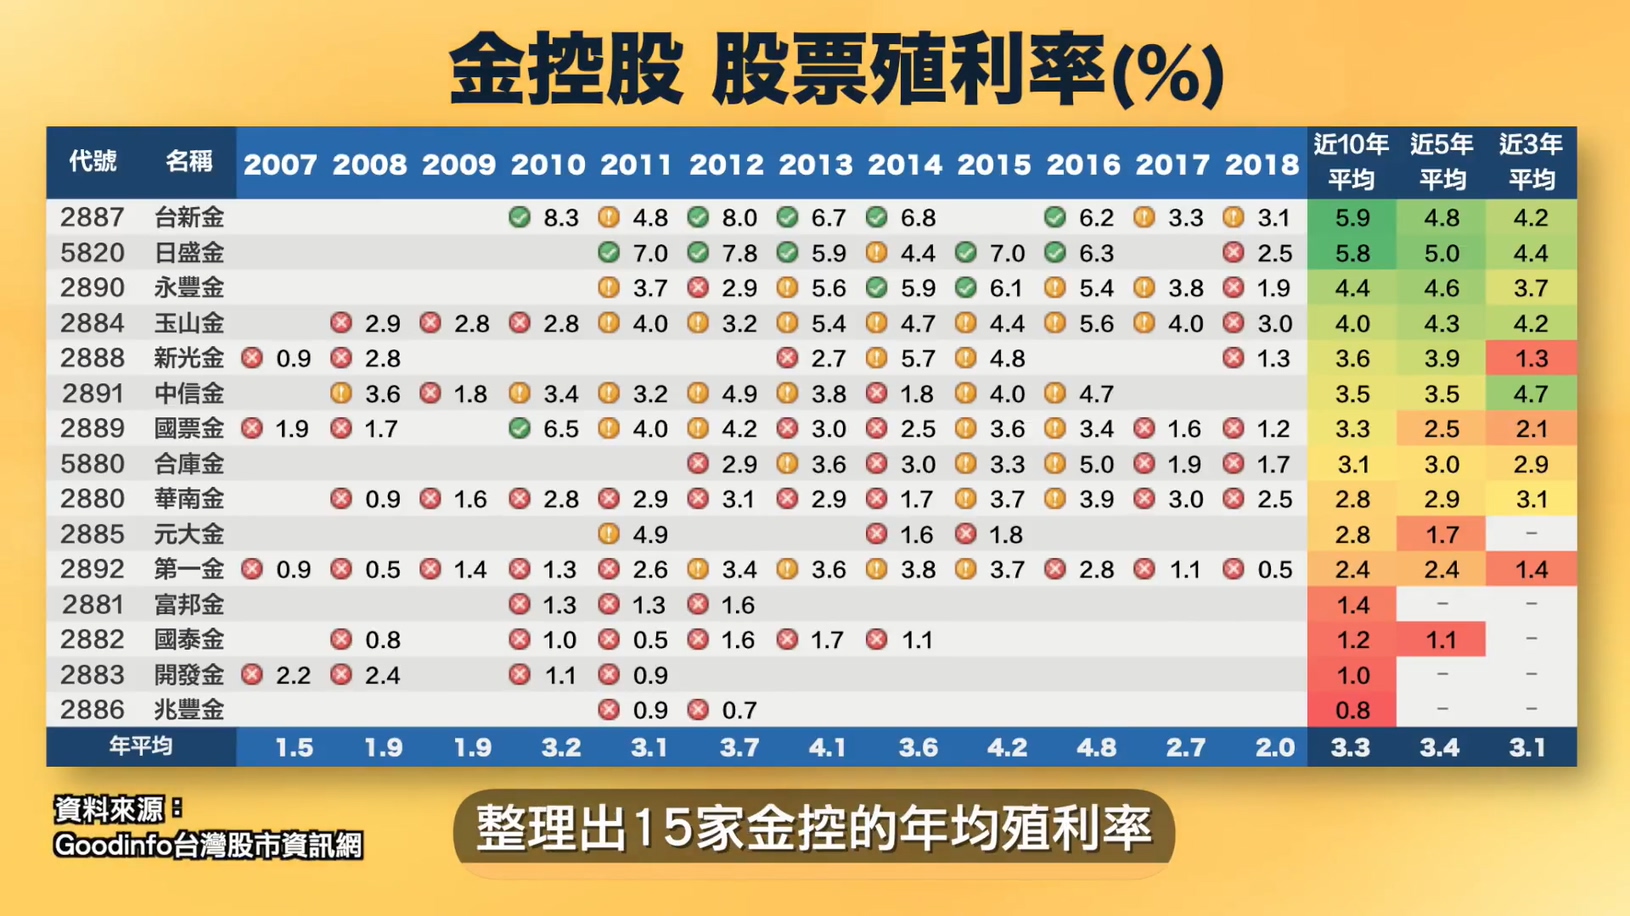 金控股 股票殖利率(%)
代號 名稱 2007 2008 2009 2010 2011 2012 2013 2014 2015 2016 2017 2018 近10年平均 近5年平均 近3年平均
2887 台新金 8.3 4.8 8.0 6.7 6.8 6.2 3.3 3.1 5.9 4.8 4.2
5820 日盛金 7.0 7.8 5.9 4.4 7.0 6.3 2.5 5.8 5.0 4.4
2890 永豐金 3.7 2.9 5.6 5.9 6.1 5.4 3.8 1.9 4.4 4.6 3.7
2884 玉山金 2.9 2.8 2.8 4.0 3.2 5.4 4.7 4.4 5.6 4.0 3.0 4.0 4.3 4.2
2888 新光金 0.9 2.8 2.7 5.7 4.8 1.3 3.6 3.9 1.3
2891 中信金 3.6 1.8 3.4 3.2 4.9 3.8 1.8 4.0 4.7 3.5 3.5 4.7
2889 國票金 1.9 1.7 6.5 4.0 4.2 3.0 2.5 3.6 3.4 1.6 1.2 3.3 2.5 2.1
5880 合庫金 2.9 3.6 3.0 3.3 5.0 1.9 1.7 3.1 3.0 2.9
2880 華南金 0.9 1.6 2.8 2.9 3.1 2.9 1.7 3.7 3.9 3.0 2.5 2.8 2.9 3.1
2885 元大金 4.9 1.6 1.8 2.8 1.7 –
2892 第一金 0.9 0.5 1.4 1.3 2.6 3.4 3.6 3.8 3.7 2.8 1.1 0.5 2.4 2.4 1.4
2881 富邦金 1.3 1.3 1.6 1.4 – –
2882 國泰金 0.8 1.0 0.5 1.6 1.7 1.1 1.2 1.1 –
2883 開發金 2.2 2.4 1.1 0.9 1.0 – –
2886 兆豐金 0.9 0.7 0.8 – –
年平均 1.5 1.9 1.9 3.2 3.1 3.7 4.1 3.6 4.2 4.8 2.7 2.0 3.3 3.4 3.1
資料來源：
Goodinfo台灣股市資訊網
整理出15家金控的年均殖利率